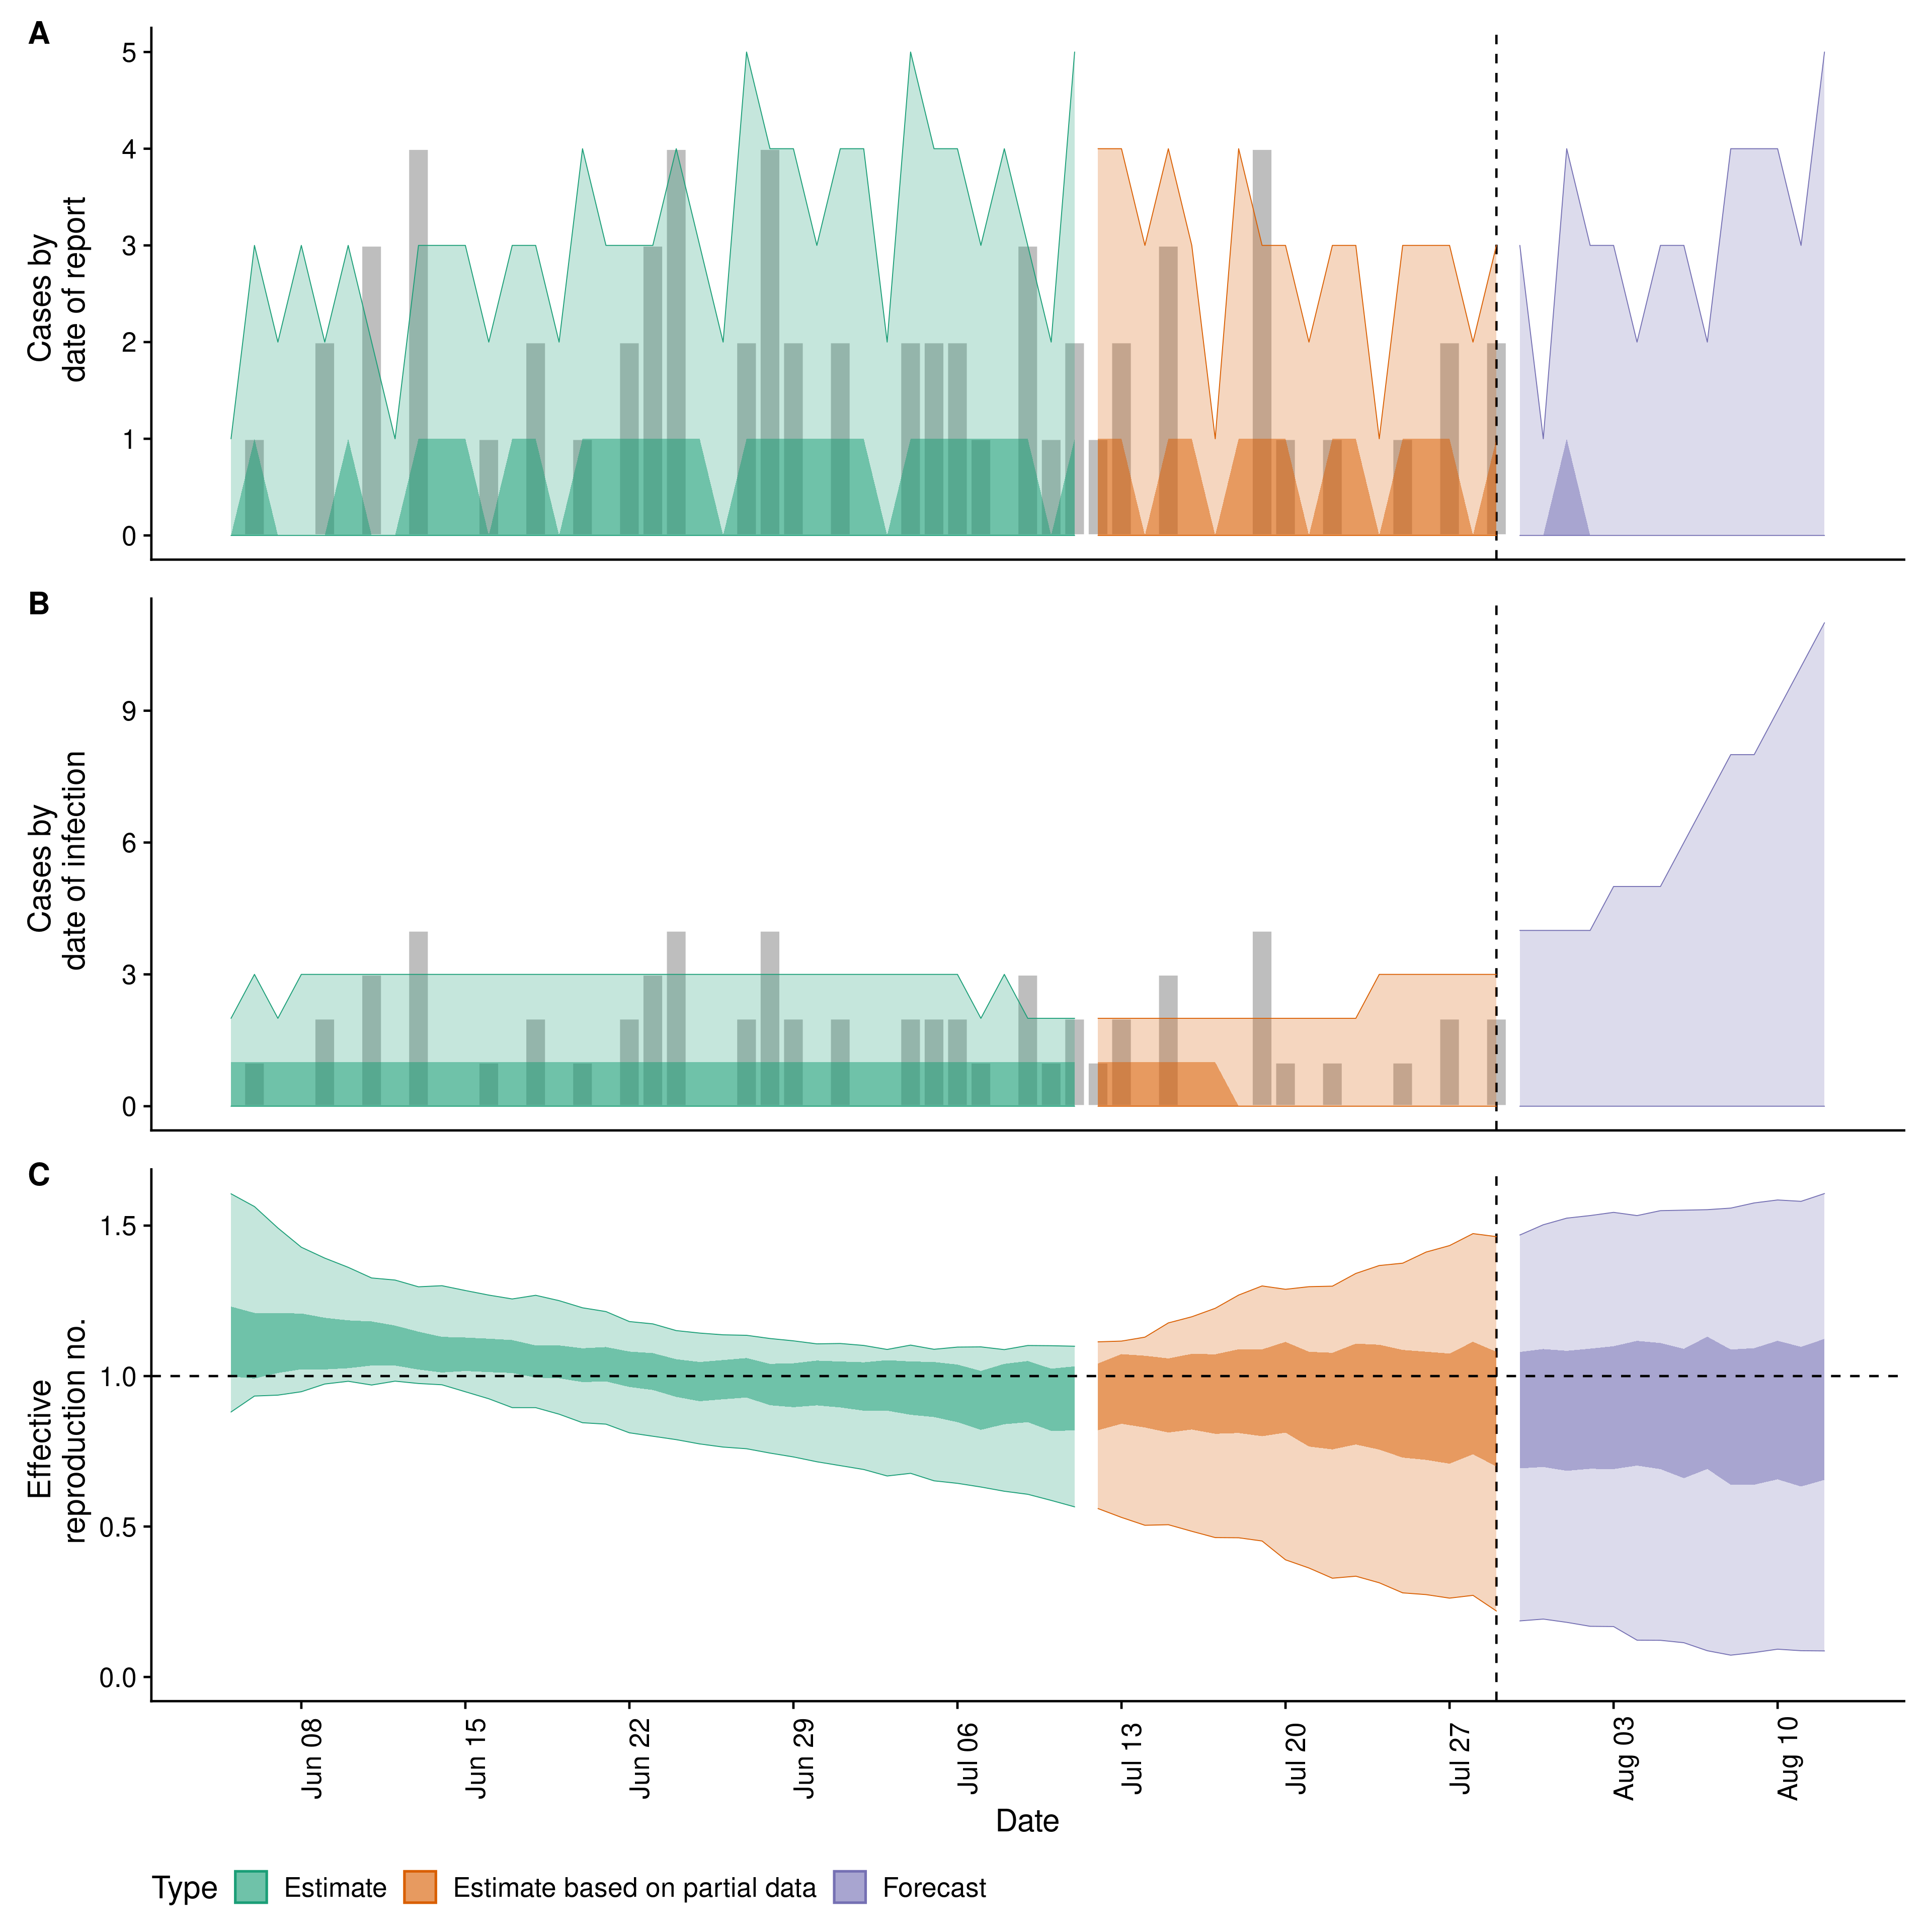 A
5
4
3
2
1
0
Cases by
date of report
B
9
6
3
0
Cases by
date of infection
C
1.5
1.0
0.5
0.0
Effective
reproduction no.
Jun 08
Jun 15
Jun 22
Jun 29
Jul 06
Jul 13
Jul 20
Jul 27
Aug 03
Aug 10
Date
Type Estimate Estimate based on partial data Forecast